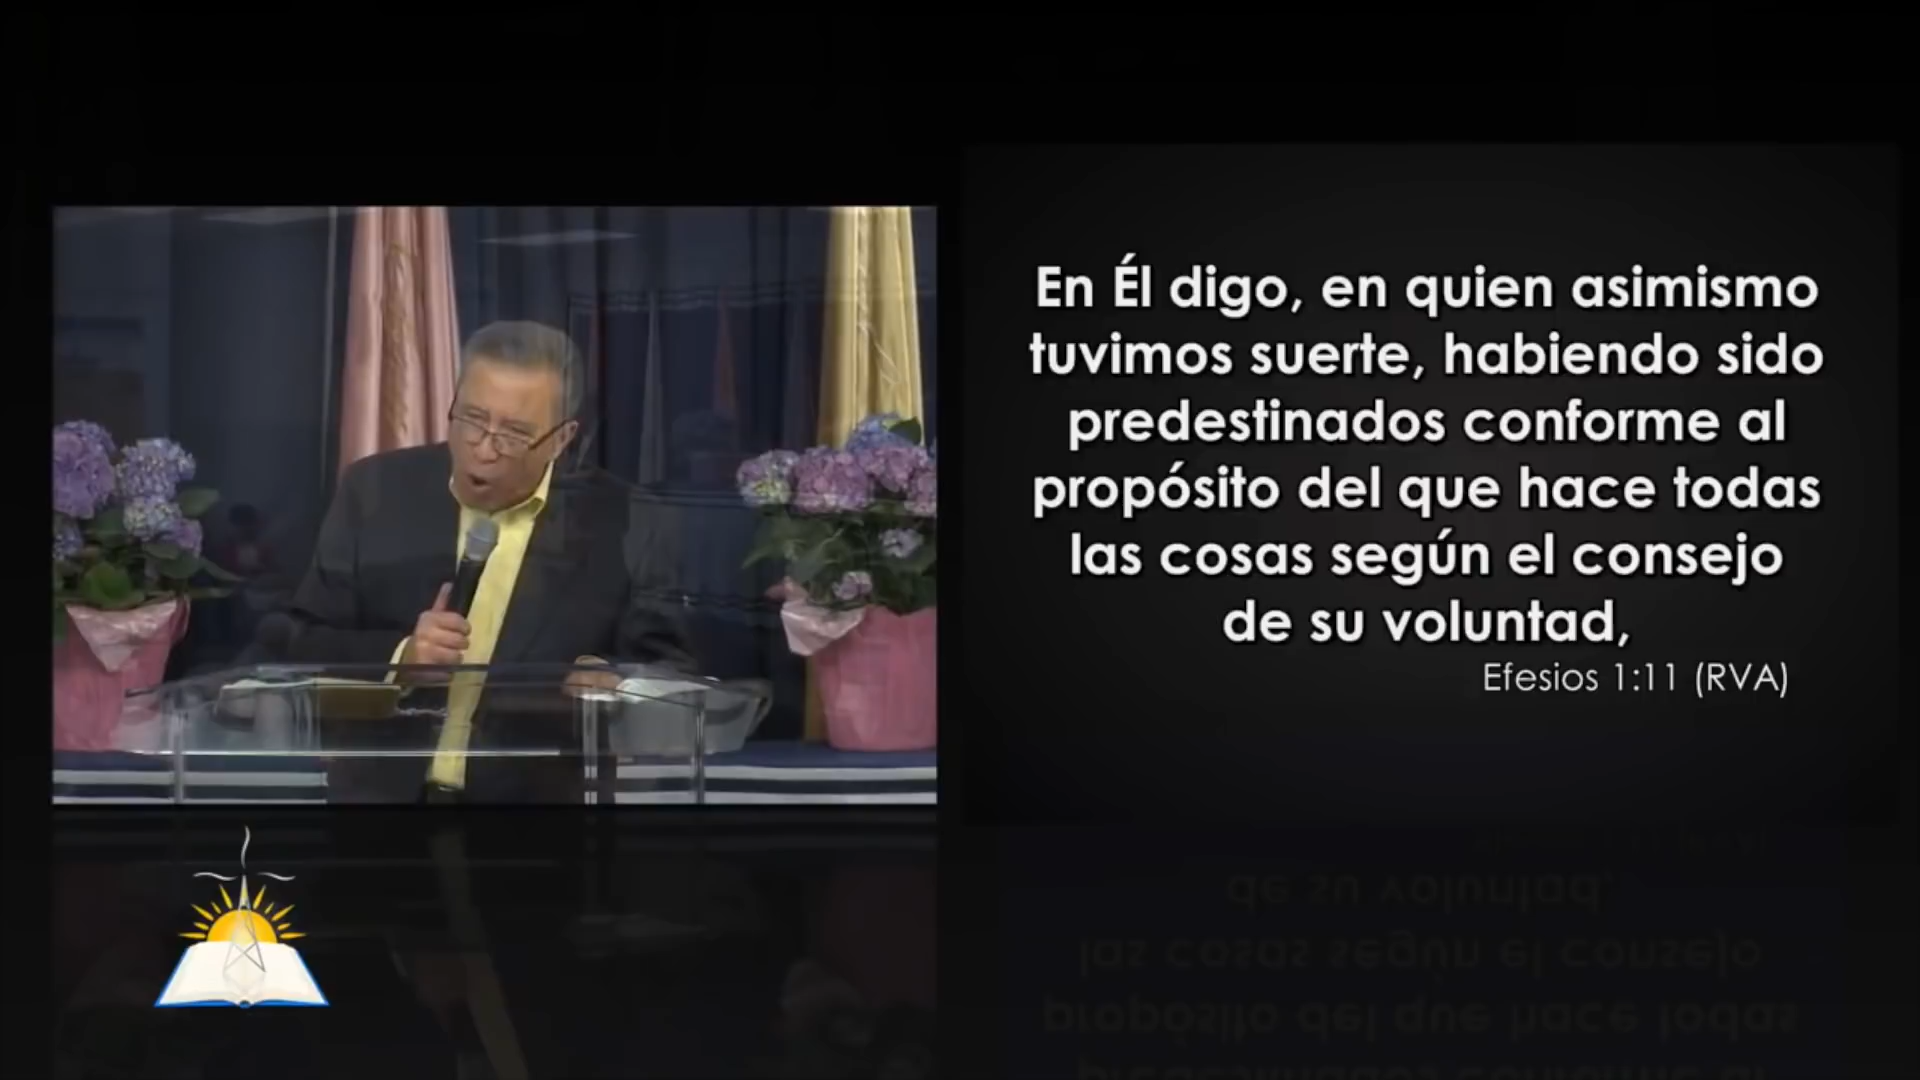 En Él digo, en quien asimismo
tuvimos suerte, habiendo sido
predestinados conforme al
propósito del que hace todas
las cosas según el consejo
de su voluntad,
Efesios 1:11 (RVA)